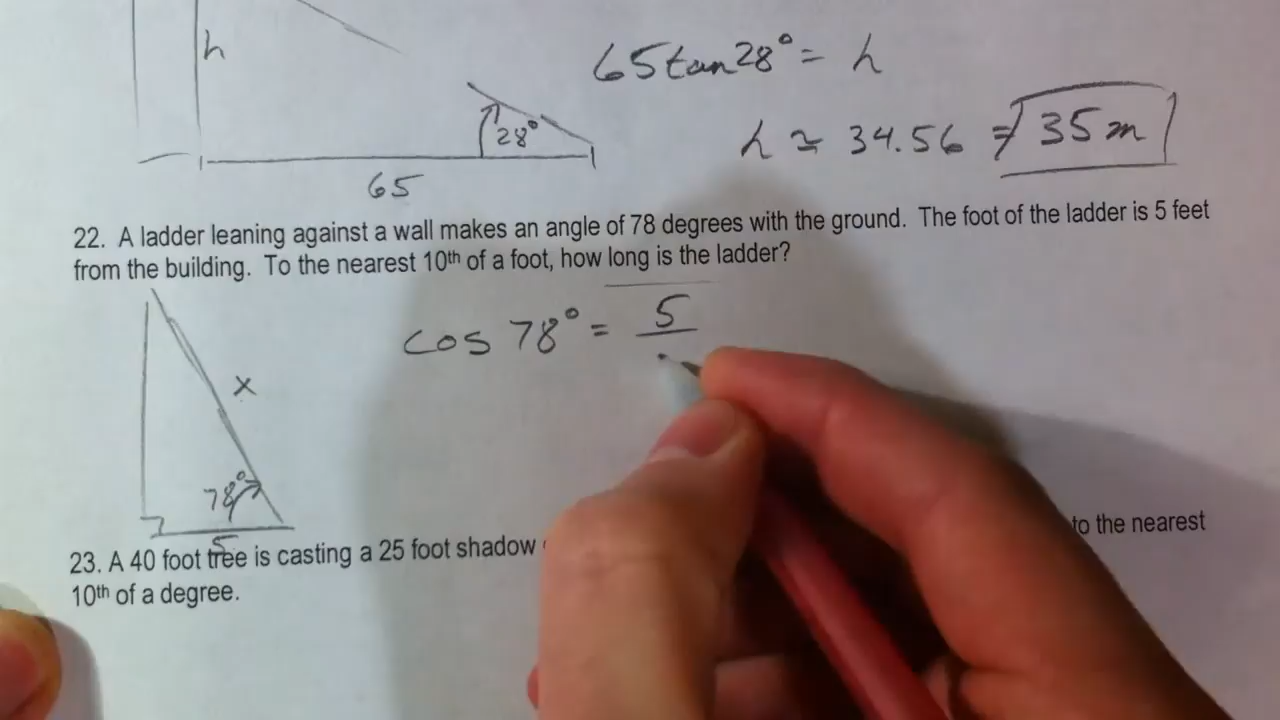 h
65tan28° = h
28°
h ≃ 34.56 = 35 m
65
22. A ladder leaning against a wall makes an angle of 78 degrees with the ground. The foot of the ladder is 5 feet
from the building. To the nearest 10th of a foot, how long is the ladder?
cos 78° = 5
x
78°
5
23. A 40 foot tree is casting a 25 foot shadow to the nearest
10th of a degree.